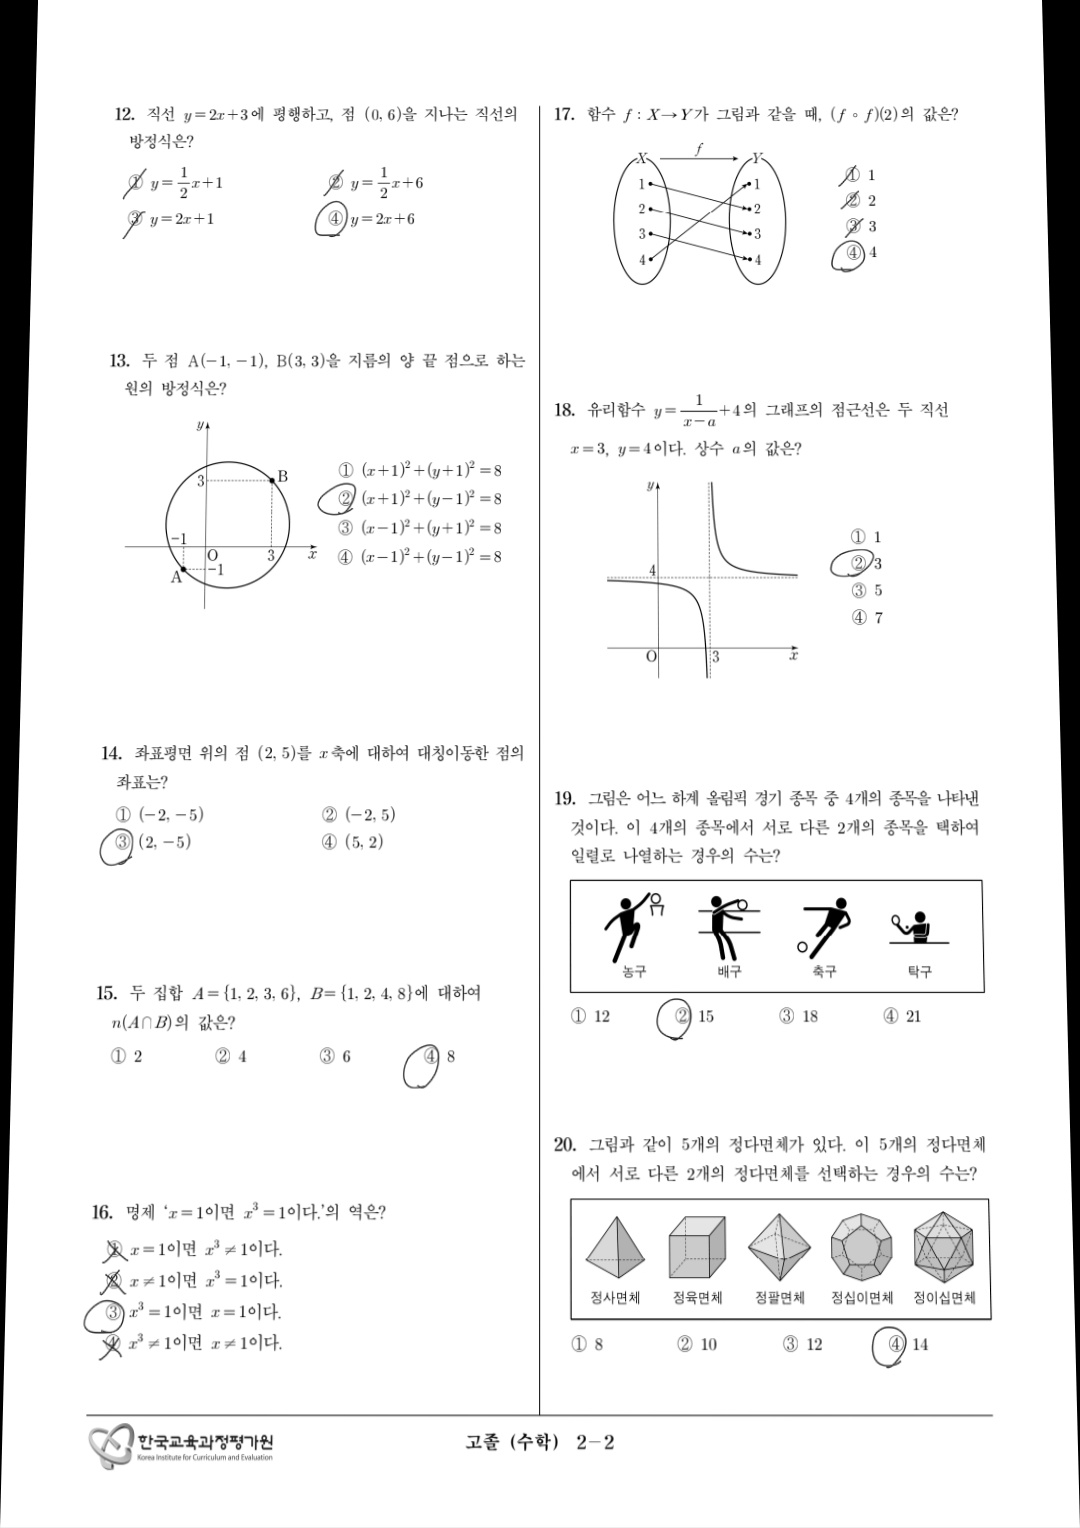 12. 직선 y=2x+3에 평행하고, 점 (0, 6)을 지나는 직선의
방정식은?
① y=1/2x+1 ② y=1/2x+6
③ y=2x+1 ④ y=2x+6
13. 두 점 A(−1, −1), B(3, 3)을 지름의 양 끝 점으로 하는
원의 방정식은?
y
3 B
−1
O 3 x
A −1
① (x+1)²+(y+1)²=8
② (x+1)²+(y−1)²=8
③ (x−1)²+(y+1)²=8
④ (x−1)²+(y−1)²=8
14. 좌표평면 위의 점 (2, 5)를 x축에 대하여 대칭이동한 점의
좌표는?
① (−2, −5) ② (−2, 5)
③ (2, −5) ④ (5, 2)
15. 두 집합 A={1, 2, 3, 6}, B={1, 2, 4, 8}에 대하여
n(A∩B)의 값은?
① 2 ② 4 ③ 6 ④ 8
16. 명제 ‘x=1이면 x³=1이다.’의 역은?
① x=1이면 x³≠1이다.
② x≠1이면 x³=1이다.
③ x³=1이면 x=1이다.
④ x³≠1이면 x≠1이다.
17. 함수 f : X→Y가 그림과 같을 때, (f∘f)(2)의 값은?
X f Y
1 1
2 2
3 3
4 4
① 1
② 2
③ 3
④ 4
18. 유리함수 y=1/(x−a)+4의 그래프의 점근선은 두 직선
x=3, y=4이다. 상수 a의 값은?
y
4
O 3 x
① 1
② 3
③ 5
④ 7
19. 그림은 어느 하계 올림픽 경기 종목 중 4개의 종목을 나타낸
것이다. 이 4개의 종목에서 서로 다른 2개의 종목을 택하여
일렬로 나열하는 경우의 수는?
농구 배구 축구 탁구
① 12 ② 15 ③ 18 ④ 21
20. 그림과 같이 5개의 정다면체가 있다. 이 5개의 정다면체
에서 서로 다른 2개의 정다면체를 선택하는 경우의 수는?
정사면체 정육면체 정팔면체 정십이면체 정이십면체
① 8 ② 10 ③ 12 ④ 14
한국교육과정평가원
Korea Institute for Curriculum and Evaluation
고졸 (수학) 2−2